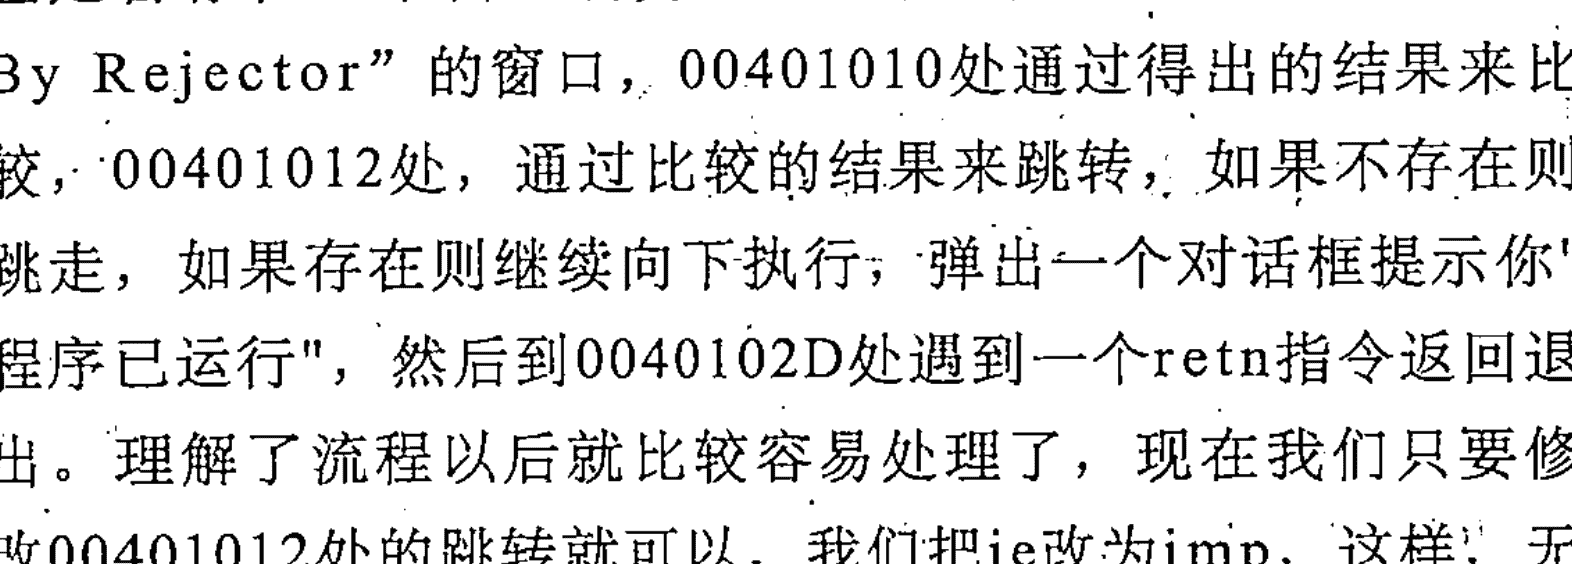 By Rejector”的窗口，00401010处通过得出的结果来比
较，00401012处，通过比较的结果来跳转，如果不存在则
跳走，如果存在则继续向下执行，弹出一个对话框提示你"
程序已运行"，然后到0040102D处遇到一个retn指令返回退
出。理解了流程以后就比较容易处理了，现在我们只要修
改00401012处的跳转就可以，我们把je改为jmp，这样，无